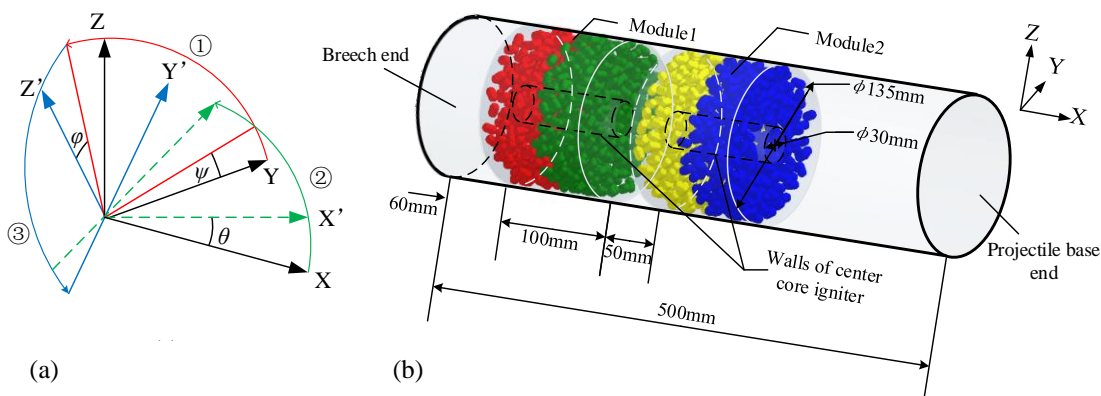 Z
①
Z'
Y'
φ
ψ
Y
②
X'
③
θ
X
(a)
Breech end
Module1
Module2
Z
Y
X
ϕ135mm
ϕ30mm
60mm
100mm
50mm
Walls of center
core igniter
Projectile base
end
500mm
(b)